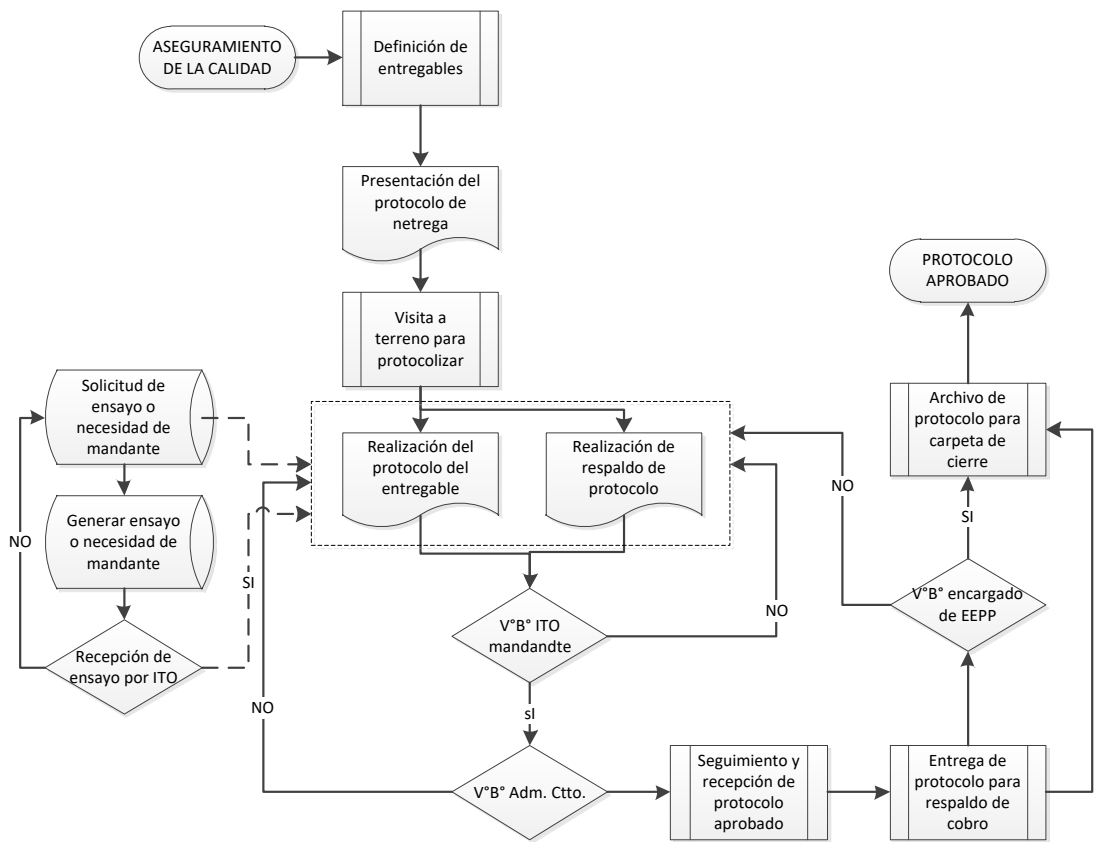 ASEGURAMIENTO
DE LA CALIDAD
Definición de
entregables
Presentación del
protocolo de
netrega
Visita a
terreno para
protocolizar
Realización del
protocolo del
entregable
Realización de
respaldo de
protocolo
Solicitud de
ensayo o
necesidad de
mandante
Generar ensayo
o necesidad de
mandante
Recepción de
ensayo por ITO
NO
SI
NO
V°B° ITO
mandandte
NO
sI
V°B° Adm. Ctto.
Seguimiento y
recepción de
protocolo
aprobado
Entrega de
protocolo para
respaldo de
cobro
V°B° encargado
de EEPP
NO
SI
Archivo de
protocolo para
carpeta de
cierre
PROTOCOLO
APROBADO